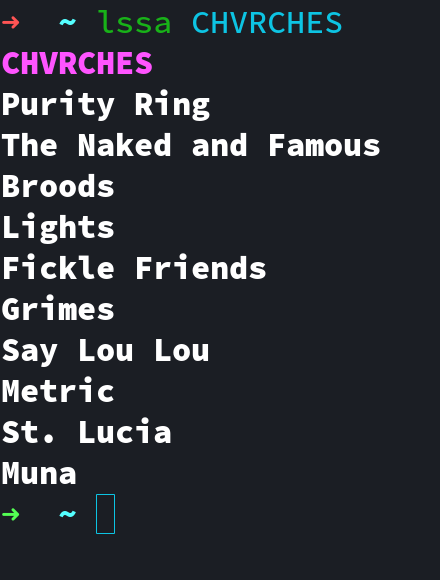 ➜  ~ lssa CHVRCHES
CHVRCHES
Purity Ring
The Naked and Famous
Broods
Lights
Fickle Friends
Grimes
Say Lou Lou
Metric
St. Lucia
Muna
➜  ~